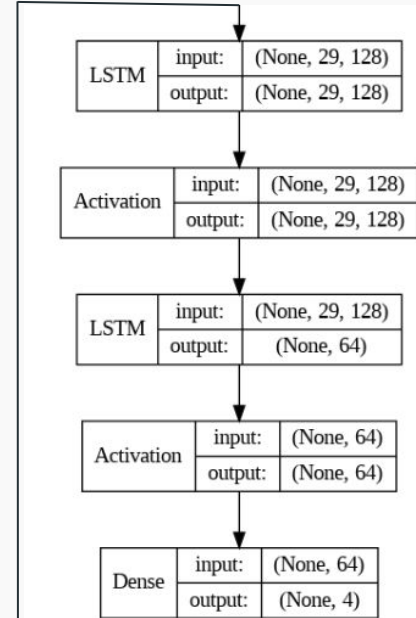 LSTM
input: (None, 29, 128)
output: (None, 29, 128)
Activation
input: (None, 29, 128)
output: (None, 29, 128)
LSTM
input: (None, 29, 128)
output: (None, 64)
Activation
input: (None, 64)
output: (None, 64)
Dense
input: (None, 64)
output: (None, 4)